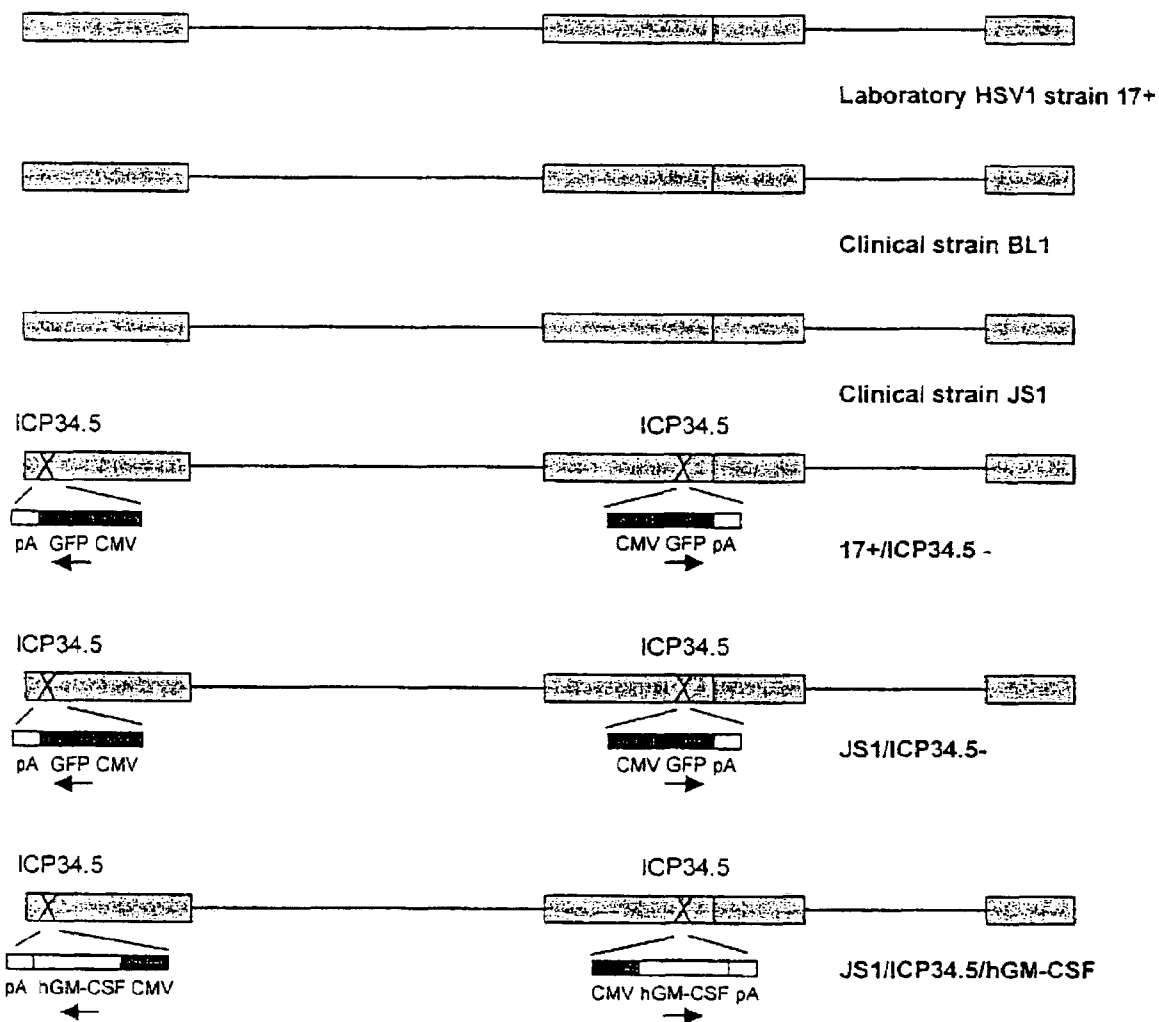 Laboratory HSV1 strain 17+
Clinical strain BL1
Clinical strain JS1
ICP34.5 ICP34.5
pA GFP CMV CMV GFP pA
17+/ICP34.5 -
ICP34.5 ICP34.5
pA GFP CMV CMV GFP pA
JS1/ICP34.5-
ICP34.5 ICP34.5
JS1/ICP34.5/hGM-CSF
pA hGM-CSF CMV CMV hGM-CSF pA